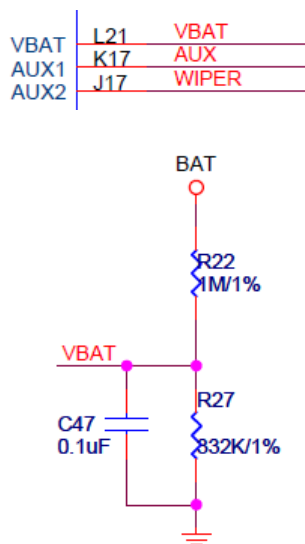 VBAT L21 VBAT
AUX1 K17 AUX
AUX2 J17 WIPER
BAT
R22
1M/1%
VBAT
R27
C47
0.1uF 832K/1%